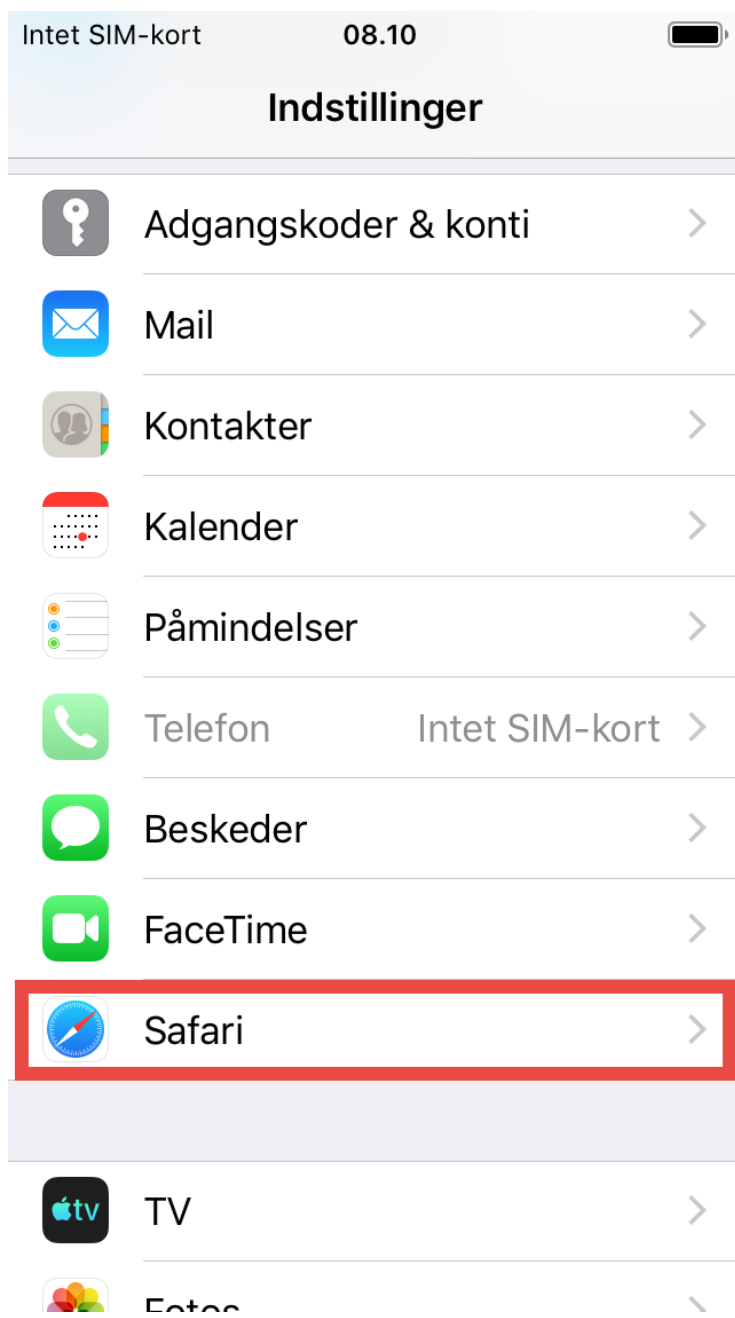 Intet SIM-kort 08.10
Indstillinger
Adgangskoder & konti
Mail
Kontakter
Kalender
Påmindelser
Telefon Intet SIM-kort
Beskeder
FaceTime
Safari
tv TV
Fotos